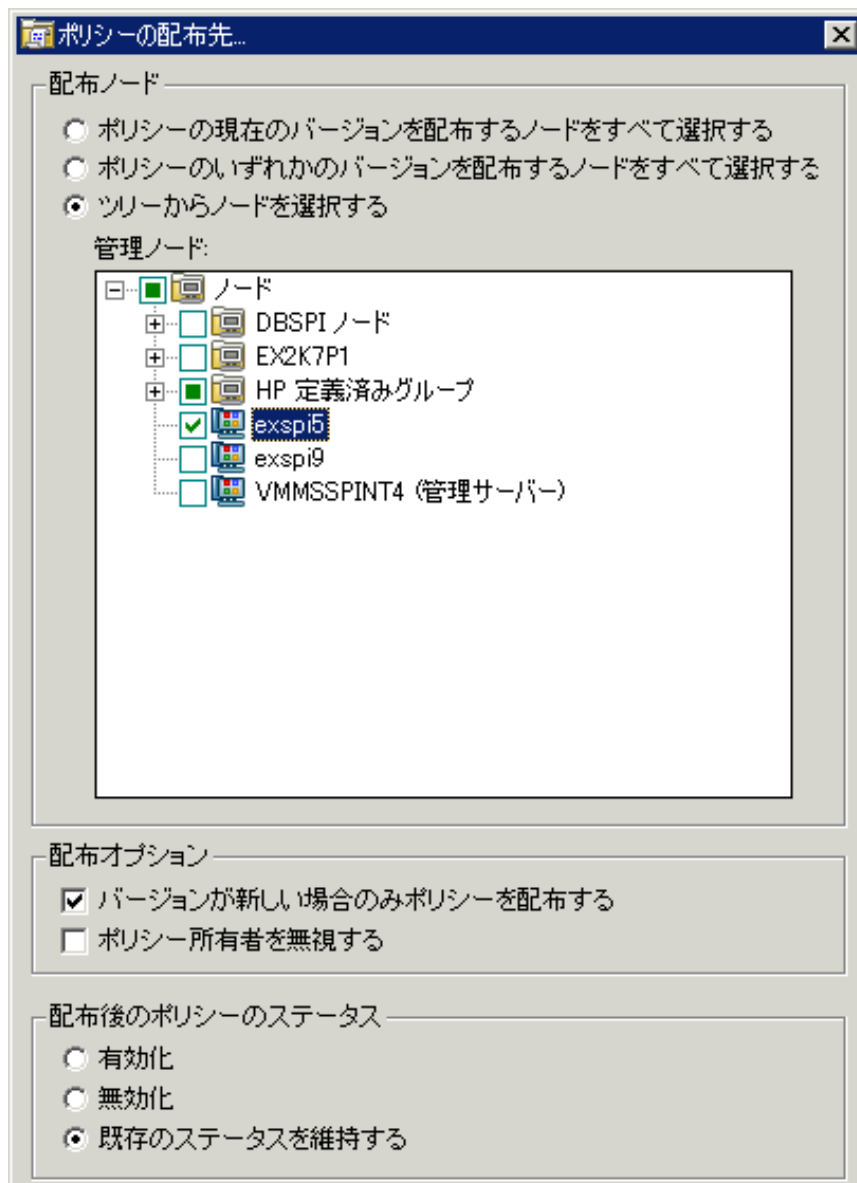 ポリシーの配布先...
配布ノード
ポリシーの現在のバージョンを配布するノードをすべて選択する
ポリシーのいずれかのバージョンを配布するノードをすべて選択する
ツリーからノードを選択する
管理ノード:
ノード
DBSPI ノード
EX2K7P1
HP 定義済みグループ
exspi5
exspi9
VMMSSPINT4 (管理サーバー)
配布オプション
バージョンが新しい場合のみポリシーを配布する
ポリシー所有者を無視する
配布後のポリシーのステータス
有効化
無効化
既存のステータスを維持する